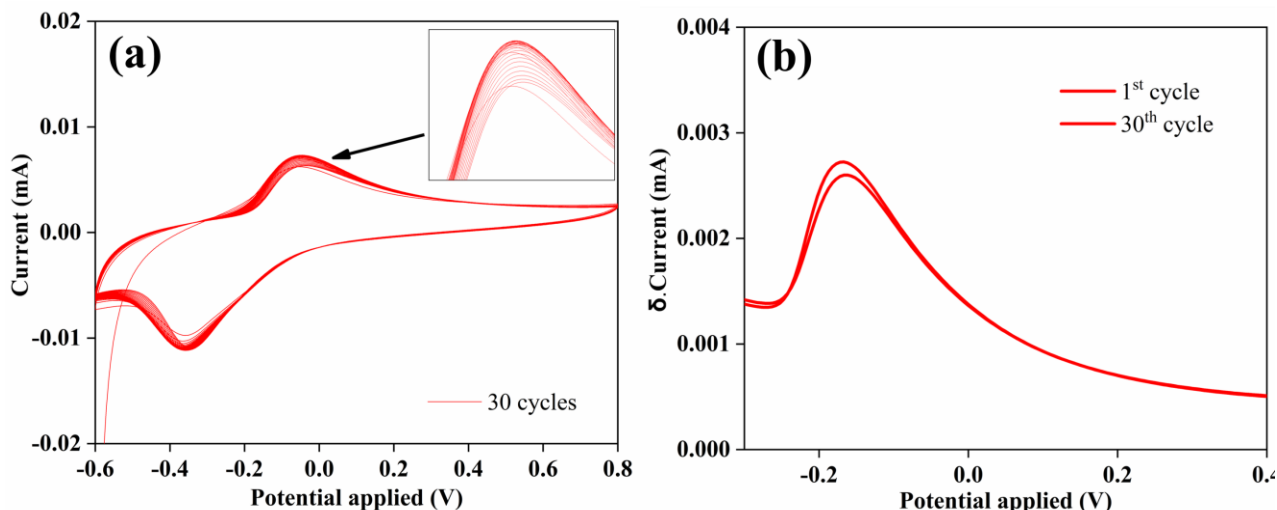 (a)
0.02
0.01
0.00
-0.01
-0.02
Current (mA)
30 cycles
-0.6 -0.4 -0.2 0.0 0.2 0.4 0.6 0.8
Potential applied (V)
(b)
0.004
0.003
0.002
0.001
0.000
δ.Current (mA)
1st cycle
30th cycle
-0.2 0.0 0.2 0.4
Potential applied (V)